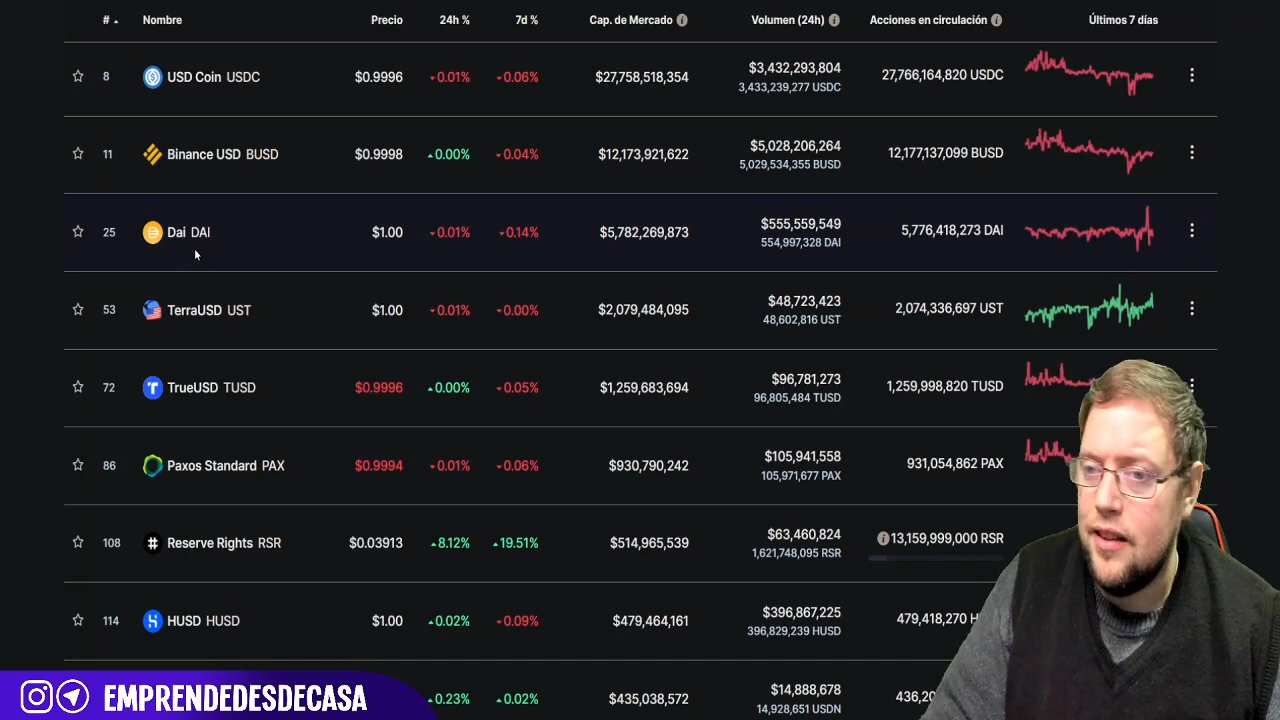 # Nombre Precio 24h % 7d % Cap. de Mercado Volumen (24h) Acciones en circulación Últimos 7 días
8 USD Coin USDC $0.9996 0.01% 0.06% $27,758,518,354 $3,432,293,804 27,766,164,820 USDC
3,433,239,277 USDC
11 Binance USD BUSD $0.9998 0.00% 0.04% $12,173,921,622 $5,028,206,264 12,177,137,099 BUSD
5,029,534,355 BUSD
25 Dai DAI $1.00 0.01% 0.14% $5,782,269,873 $555,559,549 5,776,418,273 DAI
554,997,328 DAI
53 TerraUSD UST $1.00 0.01% 0.00% $2,079,484,095 $48,723,423 2,074,336,697 UST
48,602,816 UST
72 TrueUSD TUSD $0.9996 0.00% 0.05% $1,259,683,694 $96,781,273 1,259,998,820 TUSD
96,805,484 TUSD
86 Paxos Standard PAX $0.9994 0.01% 0.06% $930,790,242 $105,941,558 931,054,862 PAX
105,971,677 PAX
108 Reserve Rights RSR $0.03913 8.12% 19.51% $514,965,539 $63,460,824 13,159,999,000 RSR
1,621,748,095 RSR
114 HUSD HUSD $1.00 0.02% 0.09% $479,464,161 $396,867,225 479,418,270 H
396,829,239 HUSD
0.23% 0.02% $435,038,572 $14,888,678 436,20
14,928,651 USDN
EMPRENDEDESDECASA